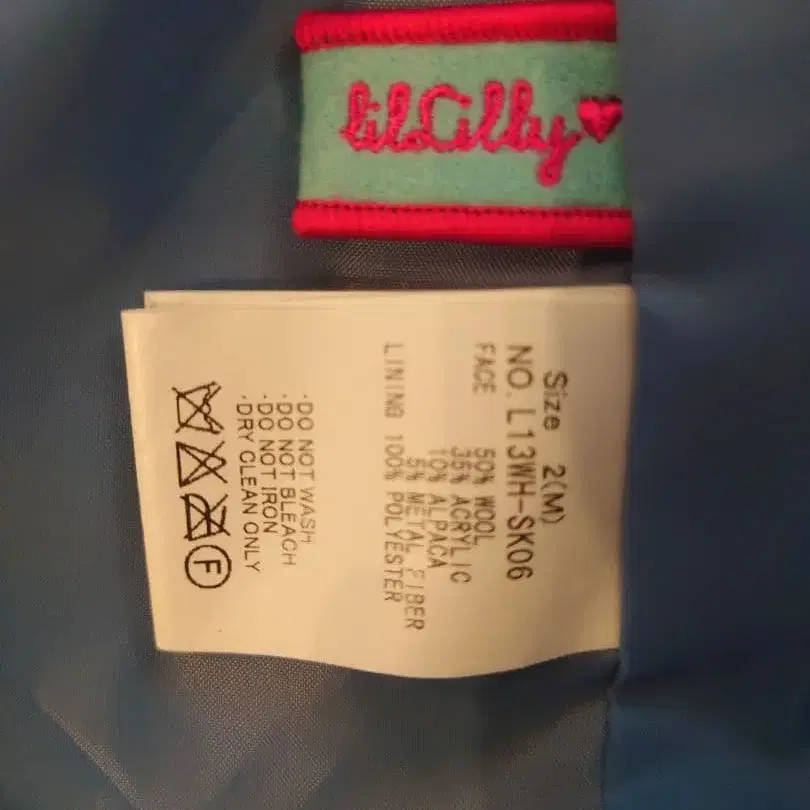 lilLilly
Size 2(M)
NO. L13WH-SK06
FACE
50% WOOL
35% ACRYLIC
10% ALPACA
5% METAL FIBER
LINING 100% POLYESTER
·DO NOT WASH
·DO NOT BLEACH
·DO NOT IRON
·DRY CLEAN ONLY
F